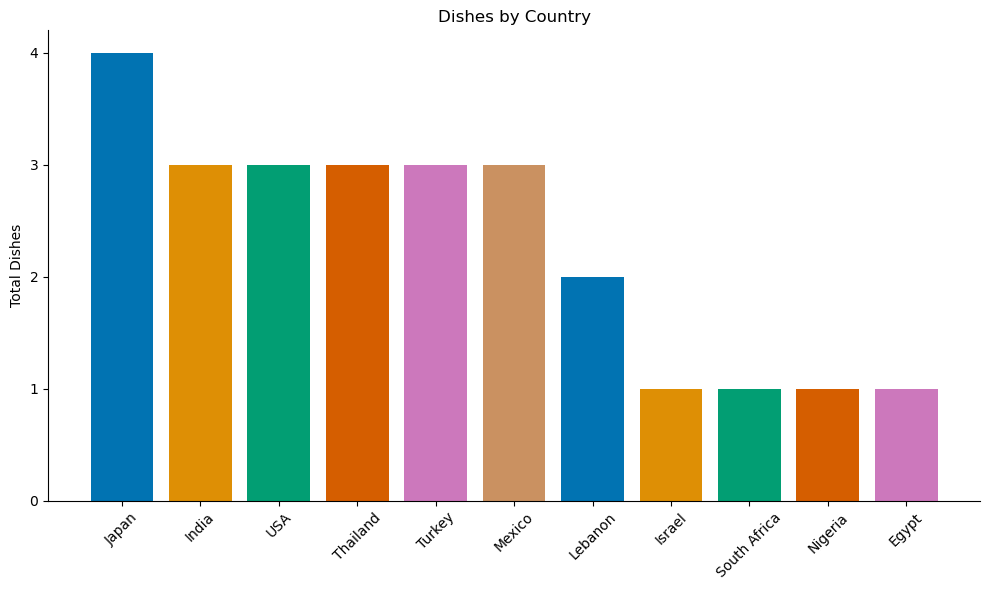 Dishes by Country
Total Dishes
4
3
2
1
0
Japan
India
USA
Thailand
Turkey
Mexico
Lebanon
Israel
South Africa
Nigeria
Egypt